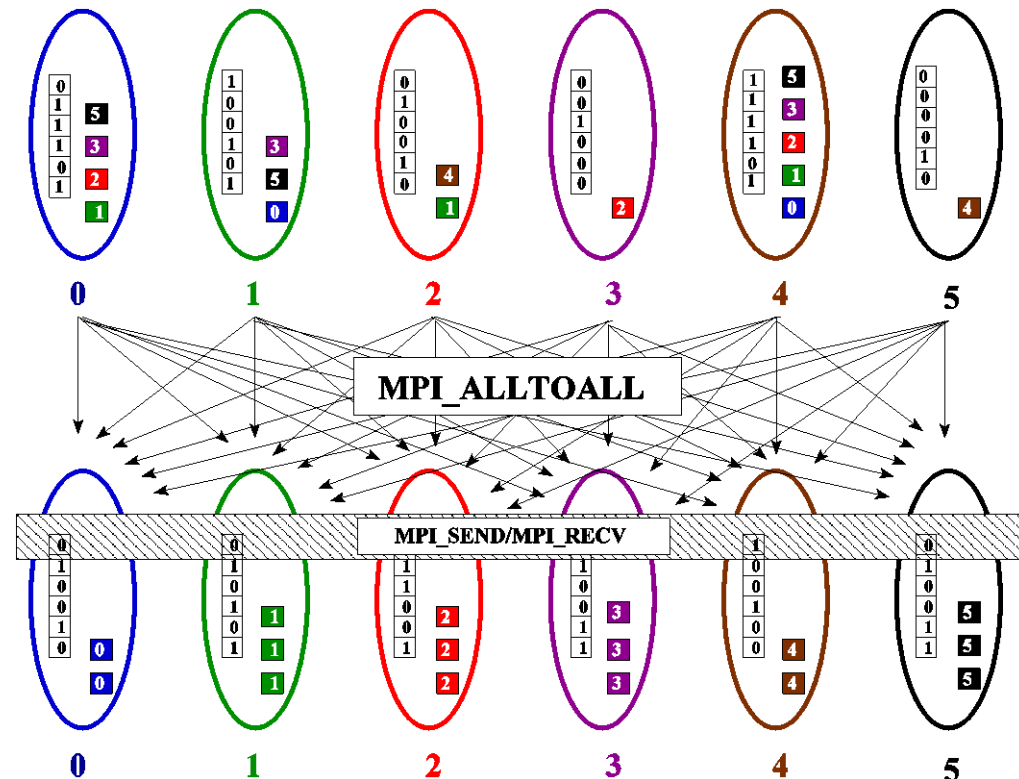 0 1 0 0 1 5 0
1 0 1 0 1 0
1 5 0 0 1 1 3 0
1 3 1 3 0 0 1 2 0
0 0 1 0 0 1
1 2 1 5 0 4 0 1 1 0
1 0 1 2 0 4
0 1 2 3 4 5
MPI_ALLTOALL
MPI_SEND/MPI_RECV
0 0 1 0
1 1 1 1 0 1
0 0 1 0 0 0
0 1 1 0 2 0 3 1 0 5
1 0 0 1 0 1 0 1
0 0 1 1 1 2 1 3 0 4 1 5
0 1 2 3 4 5
0 1 2 3 4 5